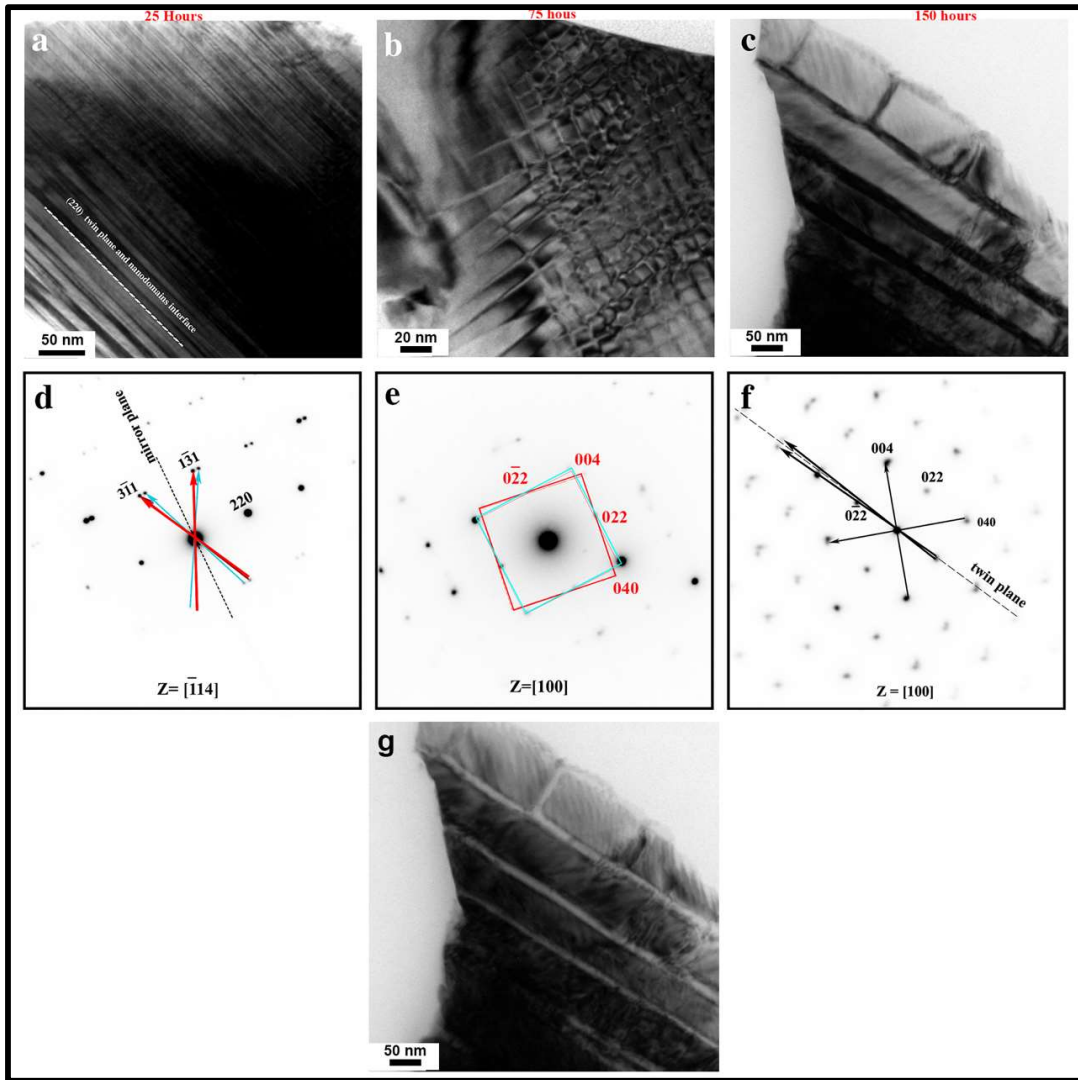 25 Hours
75 hous
150 hours
a
(220) twin plane and nanodomains interface
50 nm
b
20 nm
c
50 nm
d
mirror plane
13̅1
3̅11
220
Z= [1̅14]
e
004
02̅2
022
040
Z=[100]
f
004
022
02̅2
040
twin plane
Z = [100]
g
50 nm